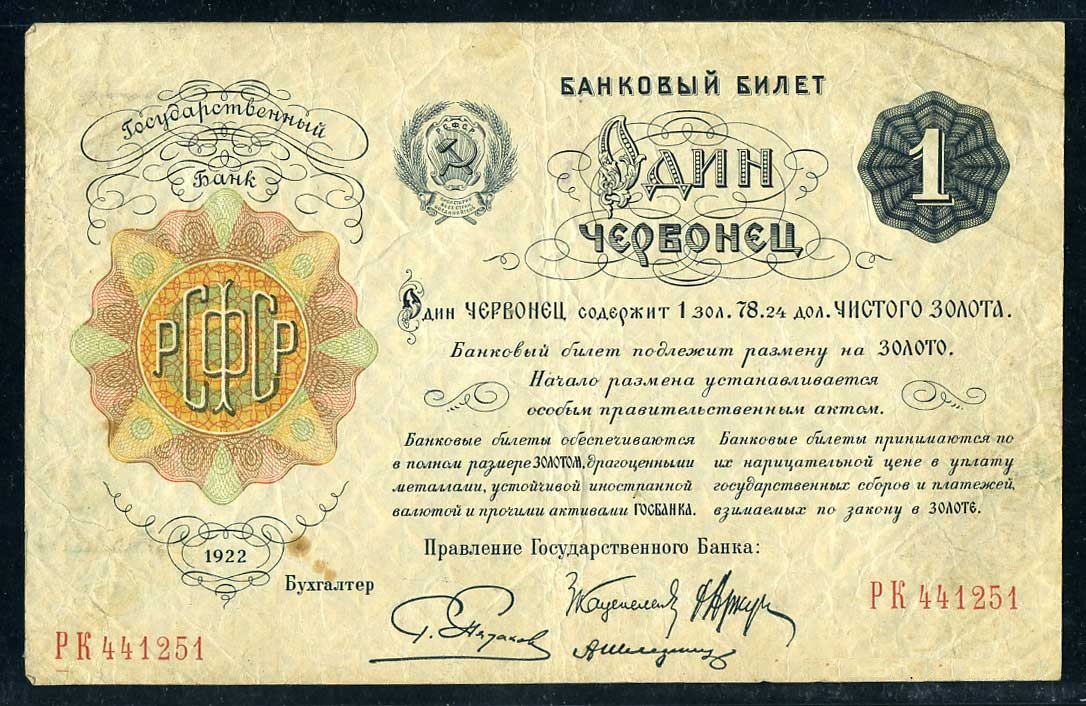 Государственный
Банк
РСФСР
1922
РК 441251
БАНКОВЫЙ БИЛЕТ
РСФСР
ОДИН
ЧЕРВОНЕЦ
1
Один ЧЕРВОНЕЦ содержит 1 зол. 78.24 дол. ЧИСТОГО ЗОЛОТА.
Банковый билет подлежит размену на ЗОЛОТО.
Начало размена устанавливается
особым правительственным актом.
Банковые билеты обеспечиваются
в полном размере ЗОЛОТОМ, драгоценными
металлами, устойчивой иностранной
валютой и прочими активами ГОСБАНКА.
Банковые билеты принимаются по
их нарицательной цене в уплату
государственных сборов и платежей,
взимаемых по закону в ЗОЛОТЕ.
Правление Государственного Банка:
Бухгалтер
РК 441251